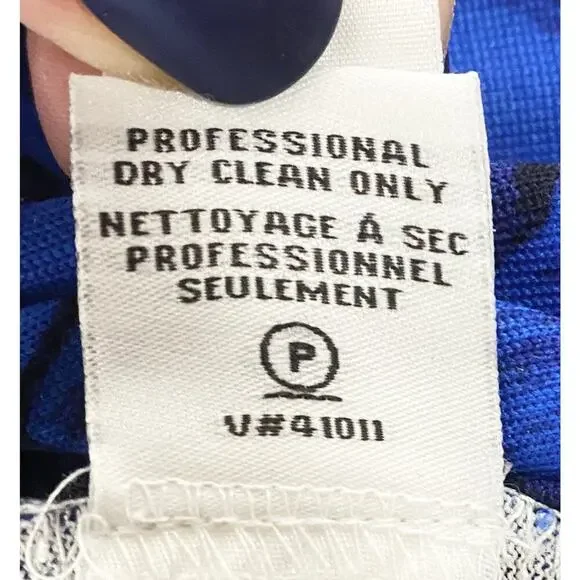 PROFESSIONAL
DRY CLEAN ONLY
NETTOYAGE Á SEC
PROFESSIONNEL
SEULEMENT
P
V#41011